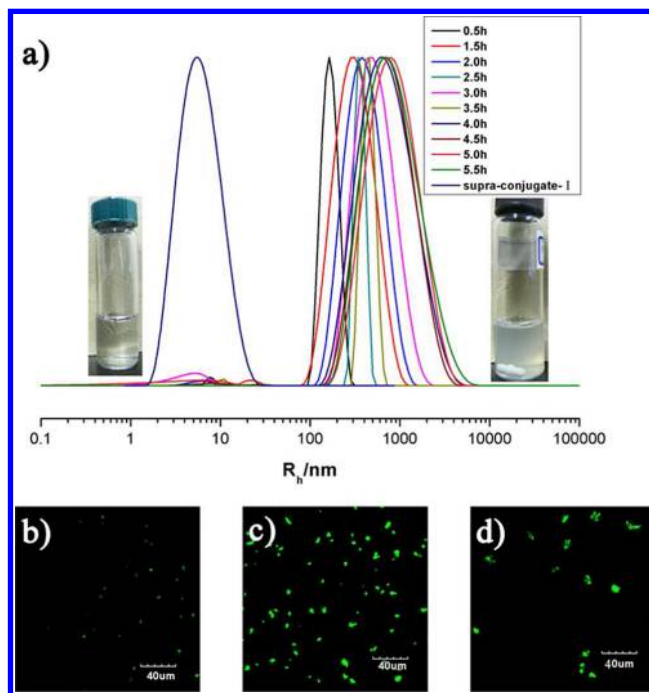 a)
0.5h
1.5h
2.0h
2.5h
3.0h
3.5h
4.0h
4.5h
5.0h
5.5h
supra-conjugate- I
0.1 1 10 100 1000 10000 100000
Rh/nm
b) c) d)
40um 40um 40um